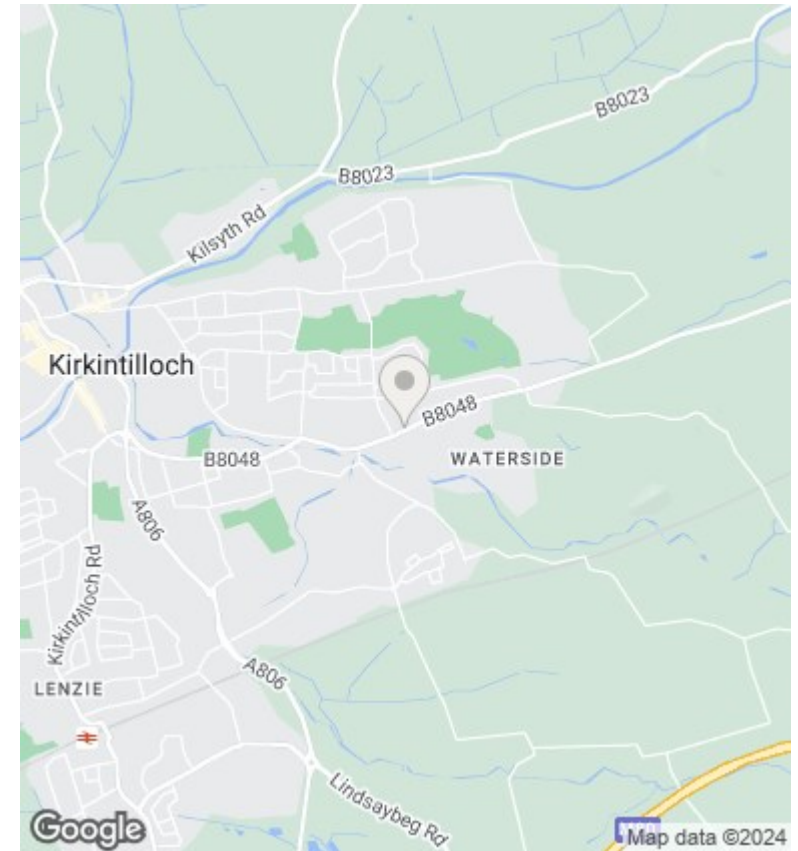 B8023
B8023
Kilsyth Rd
Kirkintilloch
B8048
B8048
WATERSIDE
A806
Kirkintilloch Rd
LENZIE
A806
Lindsaybeg Rd
Google
Map data ©2024